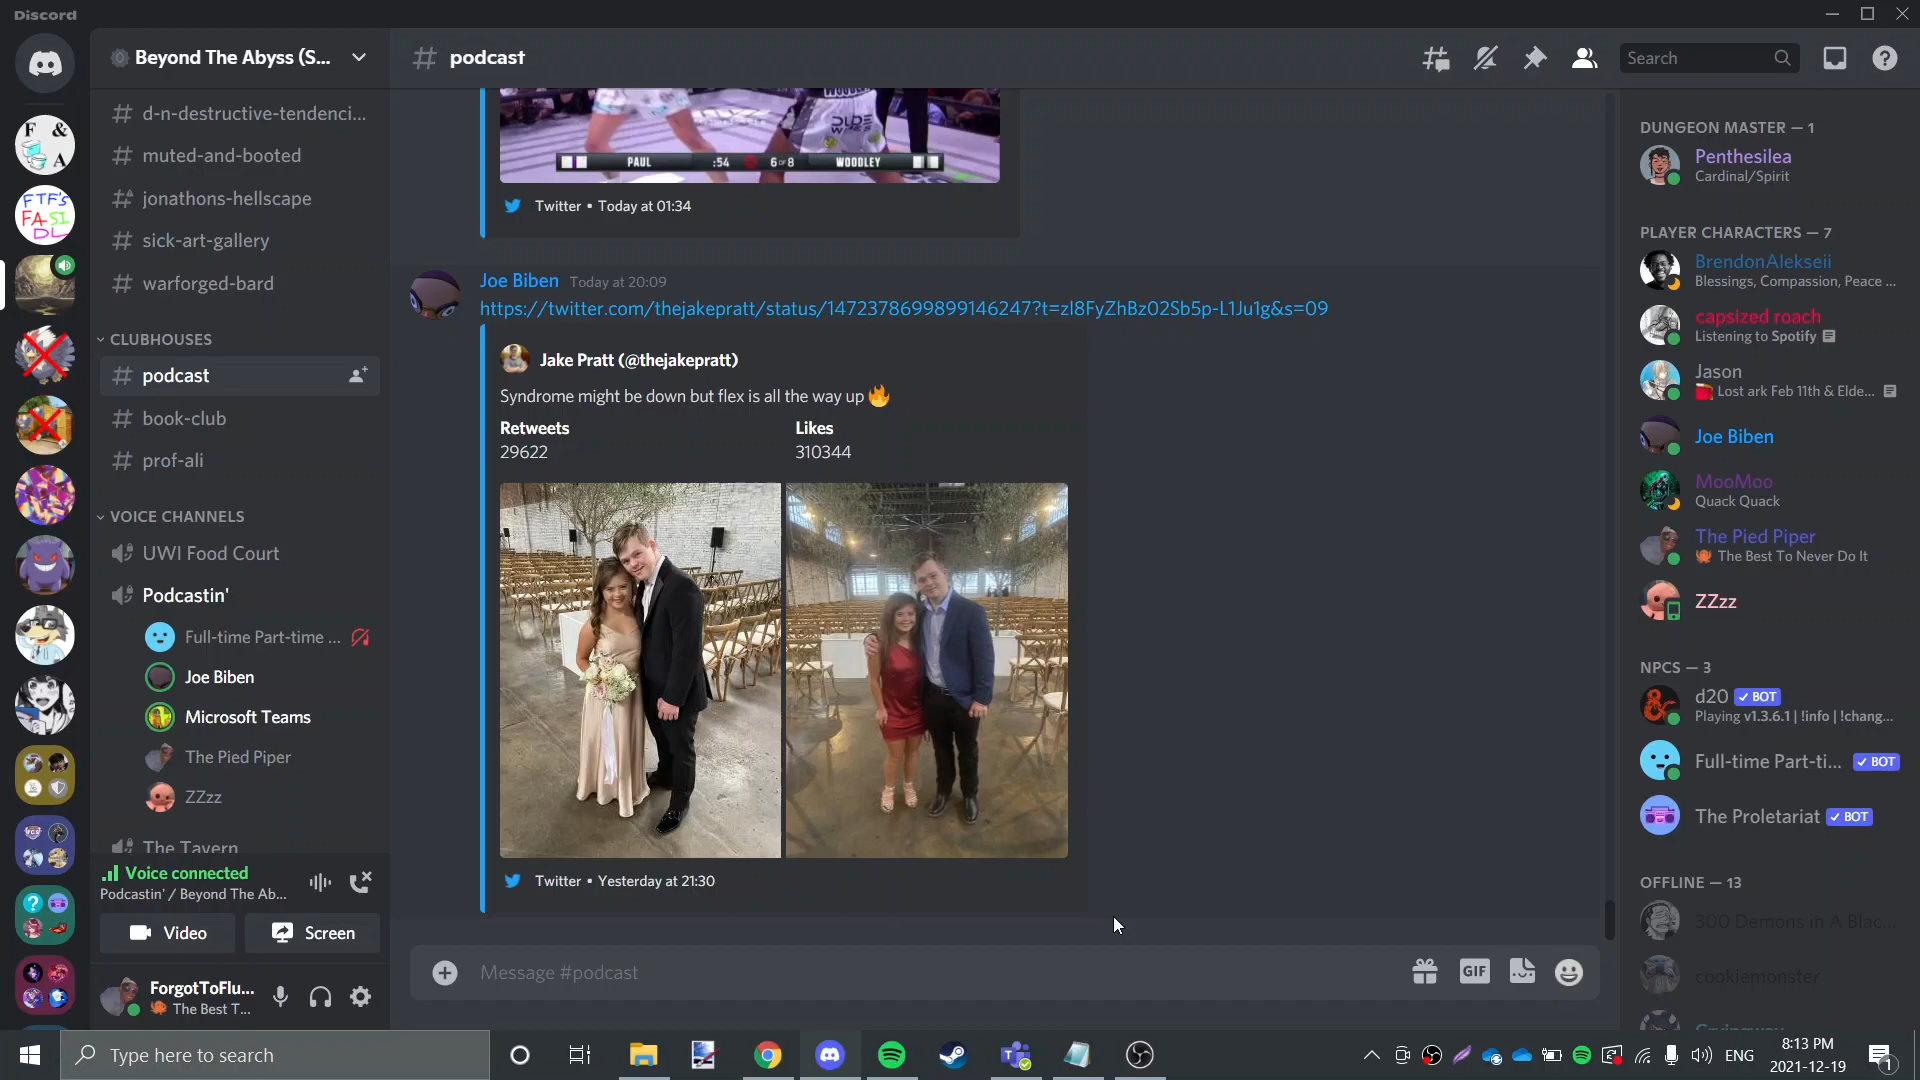 Discord
Beyond The Abyss (S...
podcast
Search
F &
A
FTF'S
FASI
DL
d-n-destructive-tendenci...
muted-and-booted
jonathons-hellscape
sick-art-gallery
warforged-bard
CLUBHOUSES
podcast
book-club
prof-ali
VOICE CHANNELS
UWI Food Court
Podcastin'
Full-time Part-time ...
Joe Biben
Microsoft Teams
The Pied Piper
ZZzz
The Tavern
Voice connected
Podcastin' / Beyond The Ab...
Video
Screen
ForgotToFlu...
The Best T...
PAUL :54 6 OF 8 WOODLEY
Twitter • Today at 01:34
Joe Biben Today at 20:09
https://twitter.com/thejakepratt/status/1472378699899146247?t=zl8FyZhBz02Sb5p-L1Ju1g&s=09
Jake Pratt (@thejakepratt)
Syndrome might be down but flex is all the way up
Retweets Likes
29622 310344
Twitter • Yesterday at 21:30
Message #podcast
GIF
DUNGEON MASTER — 1
Penthesilea
Cardinal/Spirit
PLAYER CHARACTERS — 7
BrendonAlekseii
Blessings, Compassion, Peace ...
capsized roach
Listening to Spotify
Jason
Lost ark Feb 11th & Elde...
Joe Biben
MooMoo
Quack Quack
The Pied Piper
The Best To Never Do It
ZZzz
NPCS — 3
d20 BOT
Playing v1.3.6.1 | !info | !chang...
Full-time Part-ti... BOT
The Proletariat BOT
OFFLINE — 13
300 Demons in A Blac...
cookiemonster
Type here to search
ENG
8:13 PM
2021-12-19
1